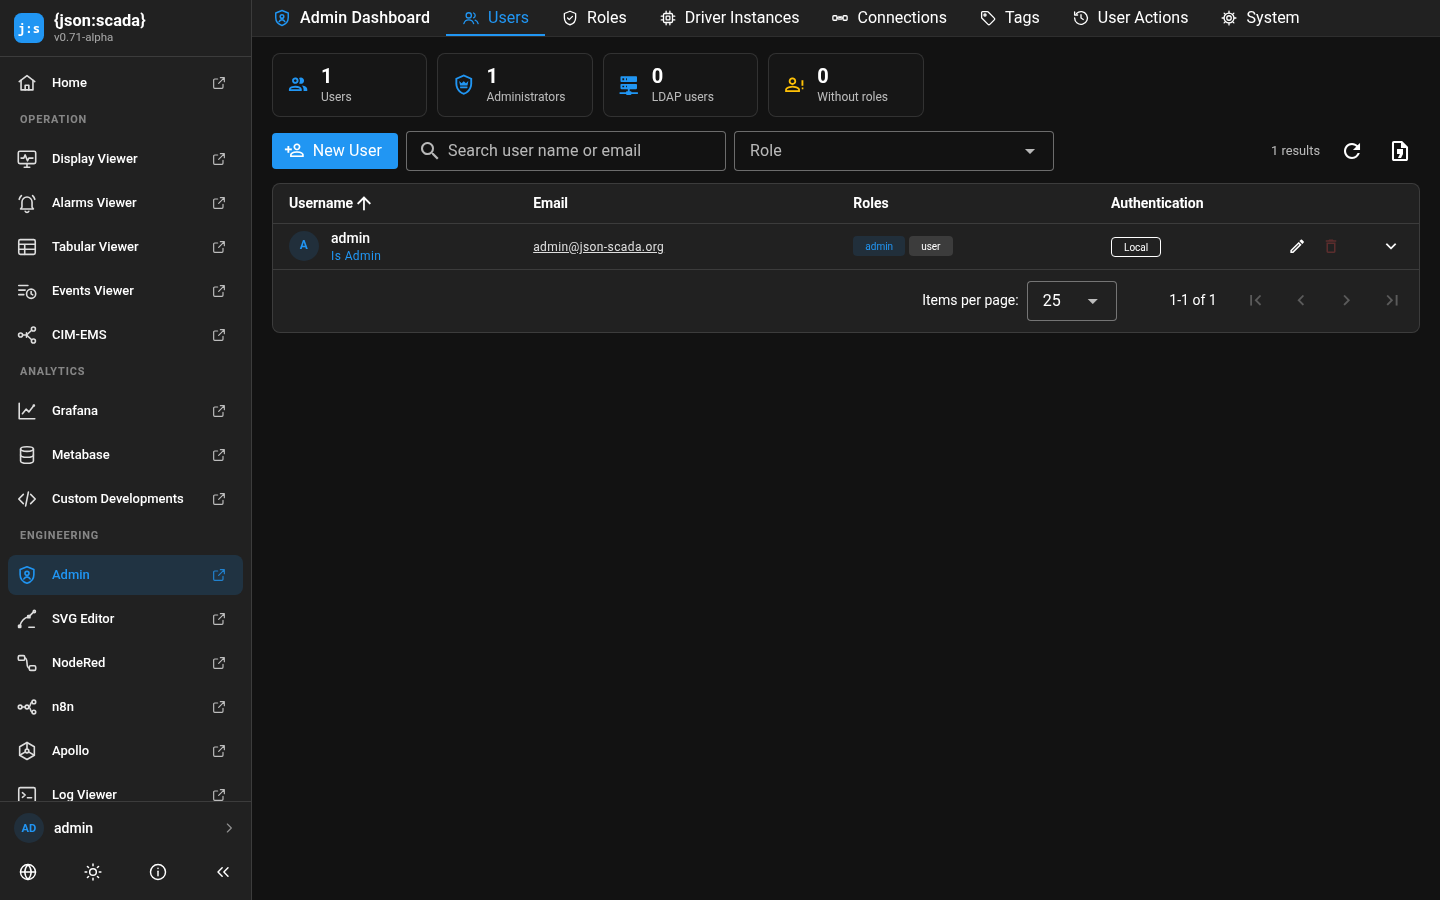 j:s
{json:scada}
v0.71-alpha
Home
OPERATION
Display Viewer
Alarms Viewer
Tabular Viewer
Events Viewer
CIM-EMS
ANALYTICS
Grafana
Metabase
Custom Developments
ENGINEERING
Admin
SVG Editor
NodeRed
n8n
Apollo
Log Viewer
AD
admin
Admin Dashboard
Users
Roles
Driver Instances
Connections
Tags
User Actions
System
1
Users
1
Administrators
0
LDAP users
0
Without roles
New User
Search user name or email
Role
1 results
Username
Email
Roles
Authentication
A
admin
Is Admin
admin@json-scada.org
admin
user
Local
Items per page:
25
1-1 of 1